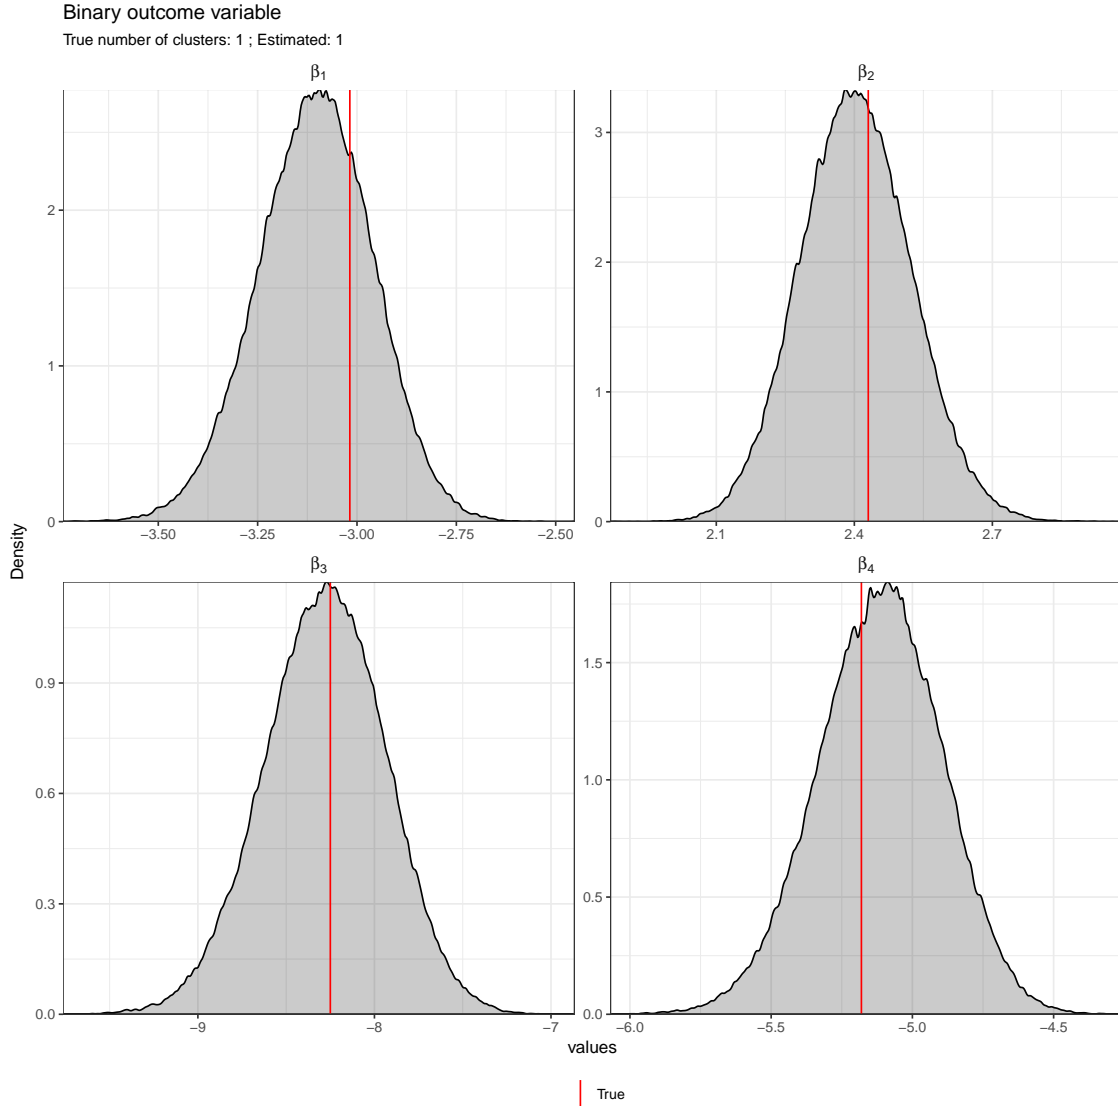 Binary outcome variable
True number of clusters: 1 ; Estimated: 1
β1
β2
2
1
0
−3.50 −3.25 −3.00 −2.75 −2.50
3
2
1
0
2.1 2.4 2.7
Density
β3
β4
0.9
0.6
0.3
0.0
−9 −8 −7
1.5
1.0
0.5
0.0
−6.0 −5.5 −5.0 −4.5
values
True